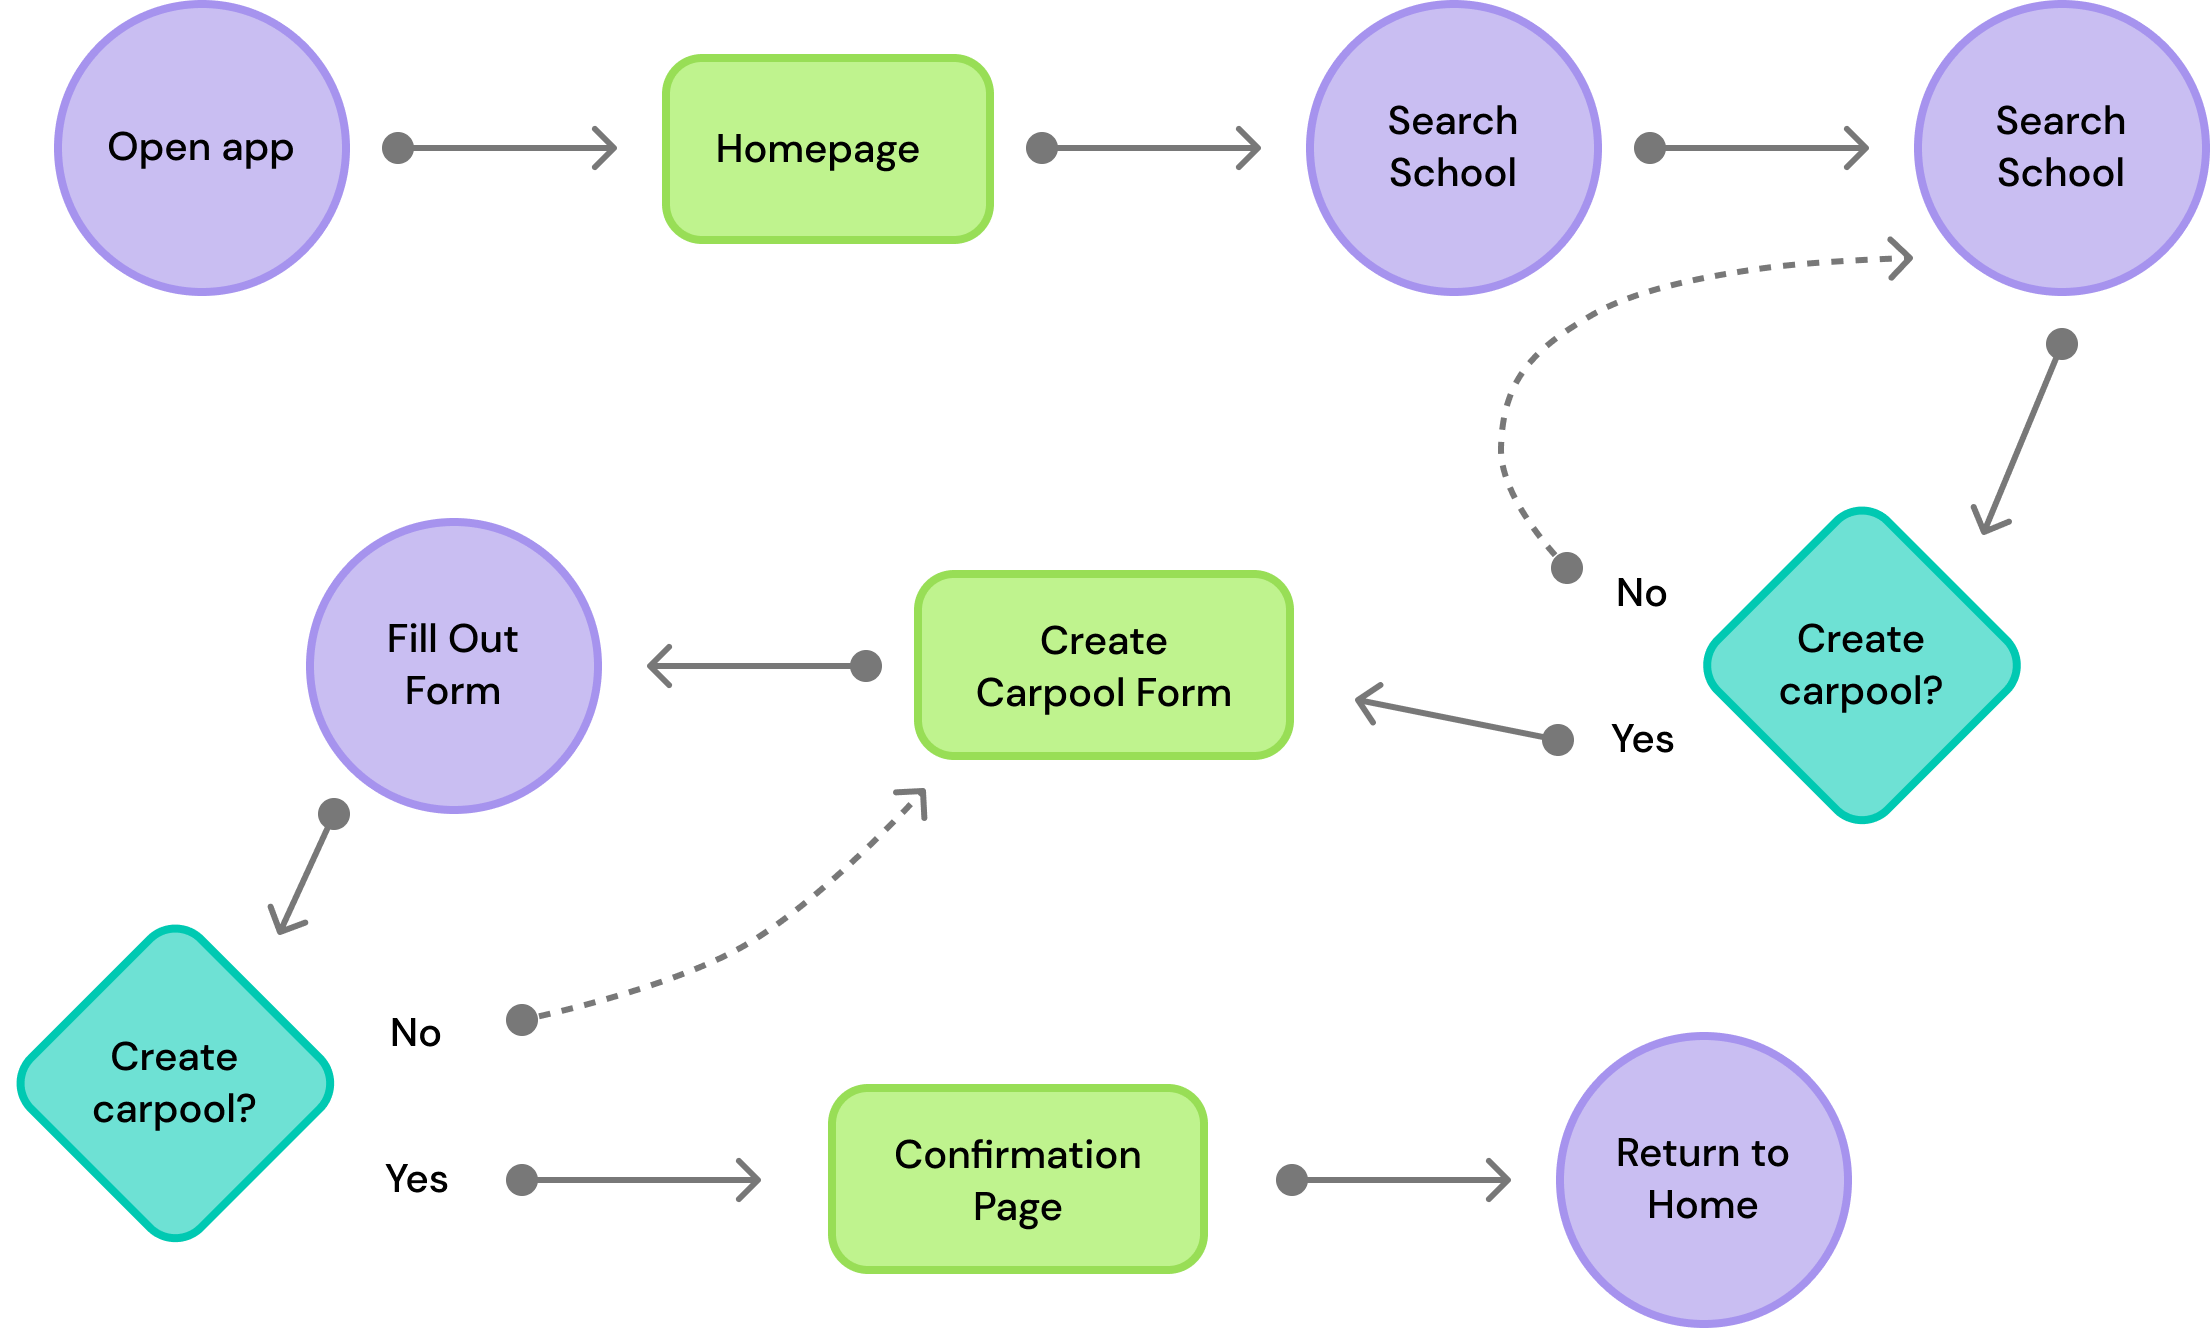 Open app
Homepage
Search
School
Search
School
No
Create
carpool?
Yes
Create
Carpool Form
Fill Out
Form
Create
carpool?
No
Yes
Confirmation
Page
Return to
Home